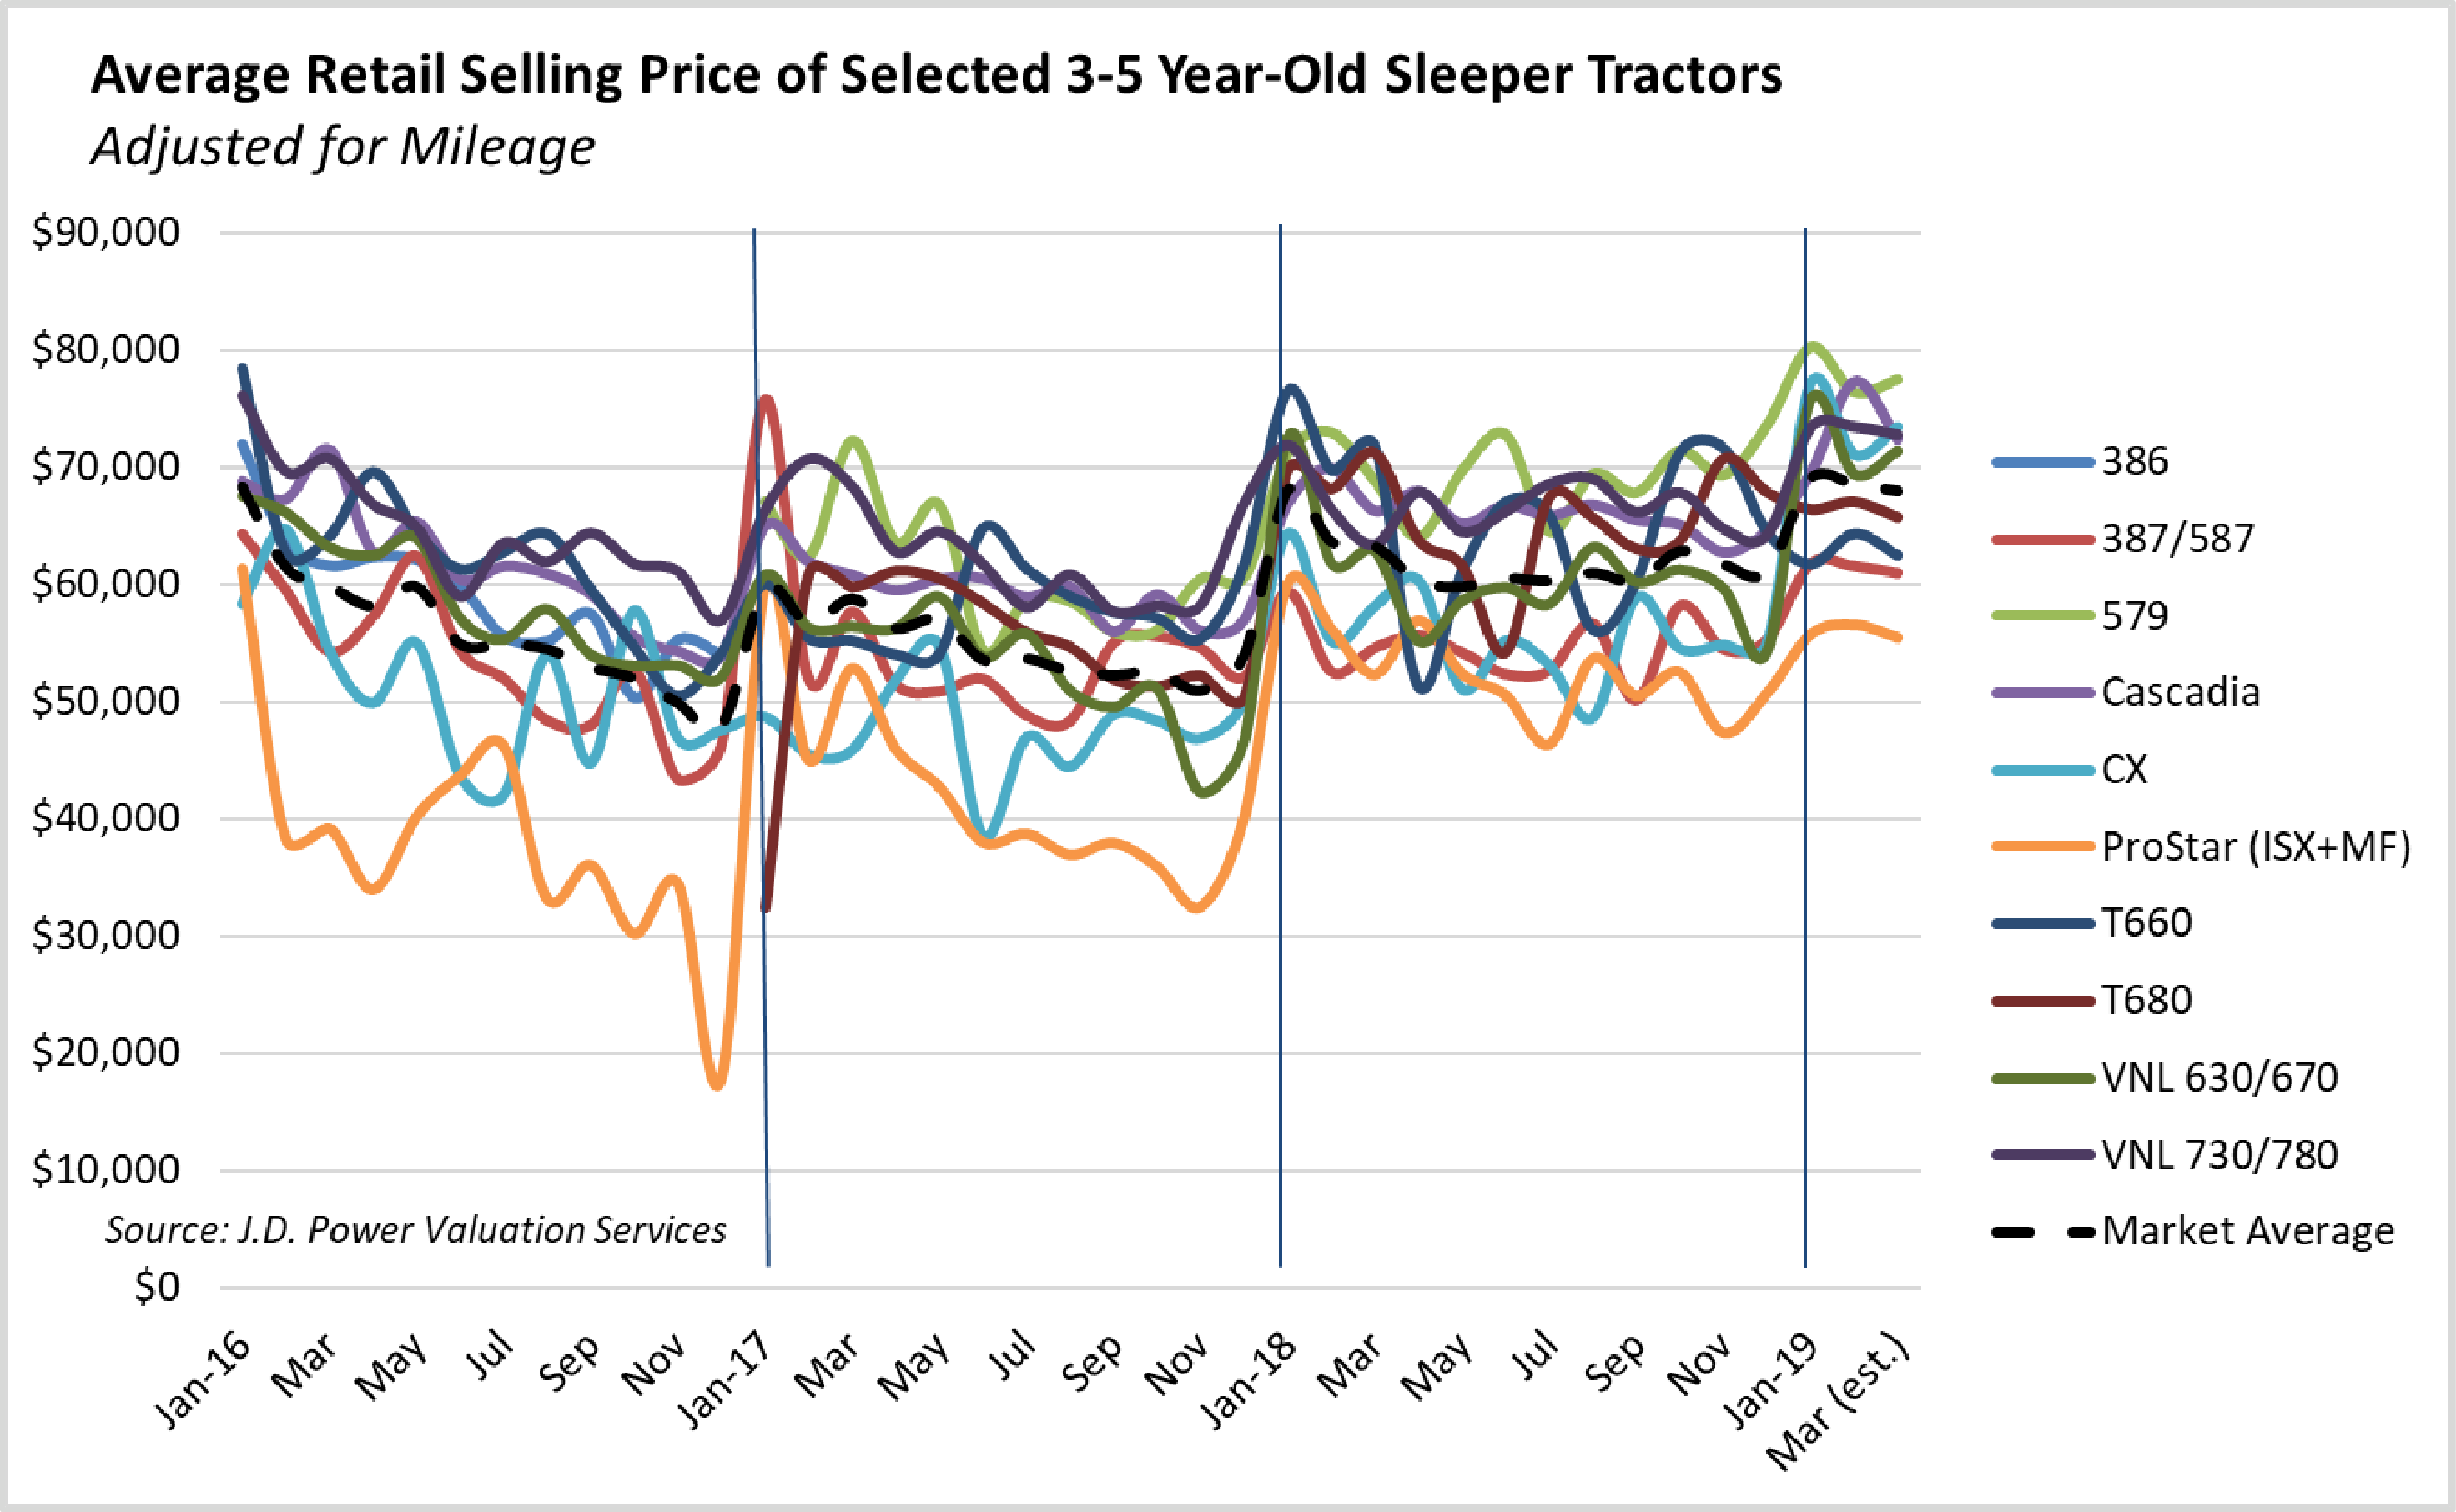 Average Retail Selling Price of Selected 3-5 Year-Old Sleeper Tractors
Adjusted for Mileage
$90,000
$80,000
$70,000
$60,000
$50,000
$40,000
$30,000
$20,000
$10,000
$0
Source: J.D. Power Valuation Services
Jan-16
Mar
May
Jul
Sep
Nov
Jan-17
Mar
May
Jul
Sep
Nov
Jan-18
Mar
May
Jul
Sep
Nov
Jan-19
Mar (est.)
386
387/587
579
Cascadia
CX
ProStar (ISX+MF)
T660
T680
VNL 630/670
VNL 730/780
Market Average